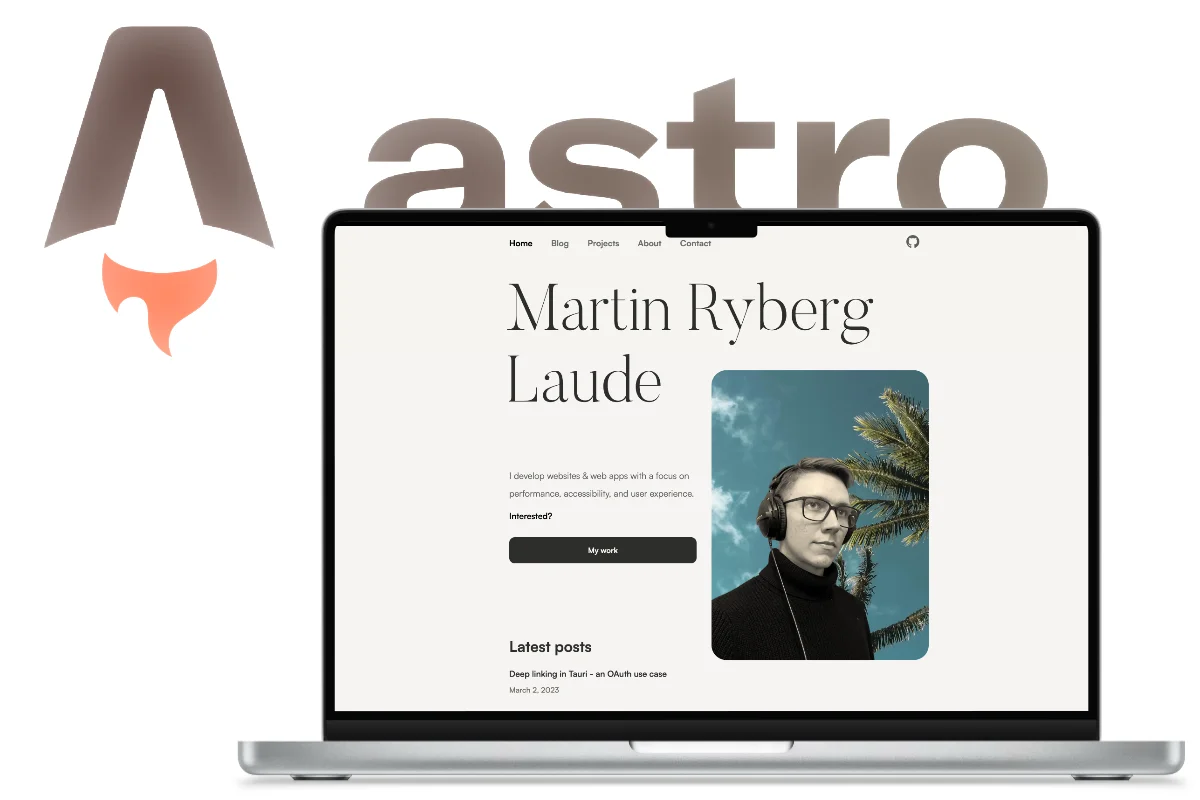 astro
Home Blog Projects About Contact
Martin Ryberg
Laude
I develop websites & web apps with a focus on
performance, accessibility, and user experience.
Interested?
My work
Latest posts
Deep linking in Tauri - an OAuth use case
March 2, 2023